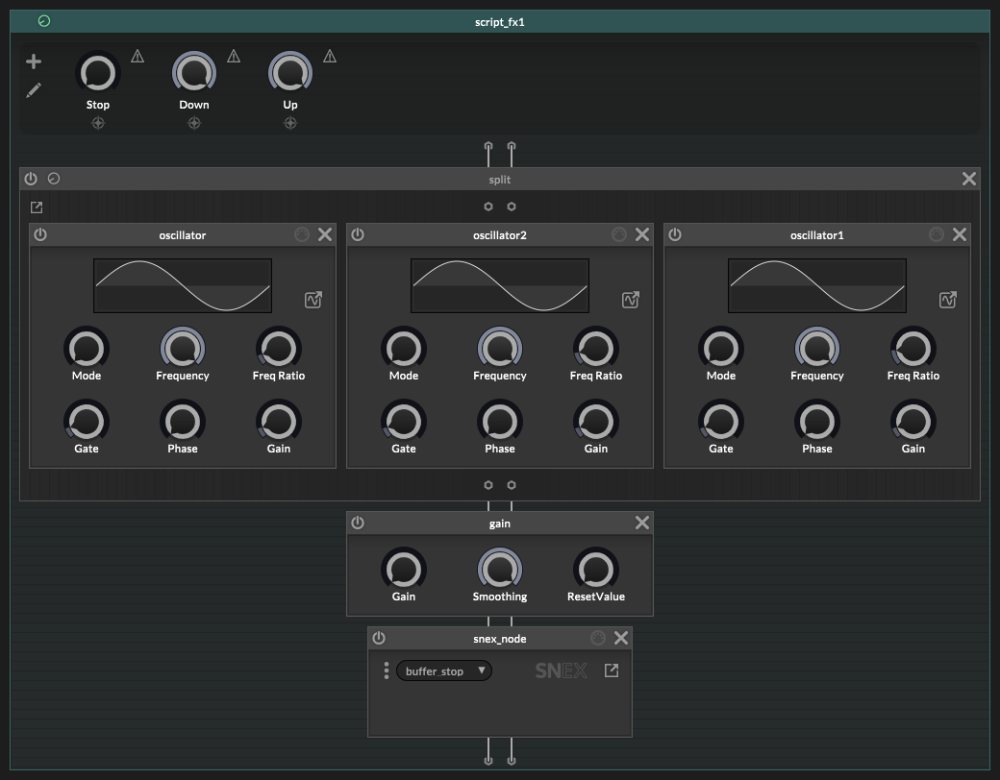 script_fx1
Stop Down Up
split
oscillator oscillator2 oscillator1
Mode Frequency Freq Ratio Mode Frequency Freq Ratio Mode Frequency Freq Ratio
Gate Phase Gain Gate Phase Gain Gate Phase Gain
gain
Gain Smoothing ResetValue
snex_node
buffer_stop SNEX